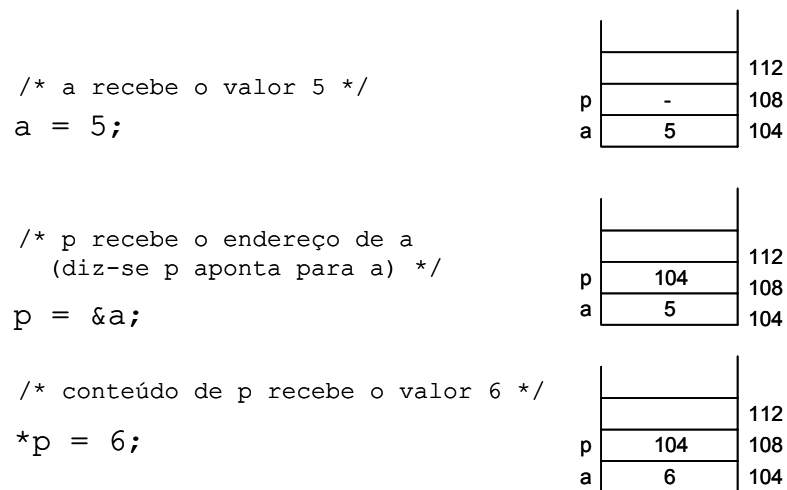 /* a recebe o valor 5 */
a = 5;
112
p - 108
a 5 104
/* p recebe o endereço de a
(diz-se p aponta para a) */
p = &a;
112
p 104 108
a 5 104
/* conteúdo de p recebe o valor 6 */
*p = 6;
112
p 104 108
a 6 104